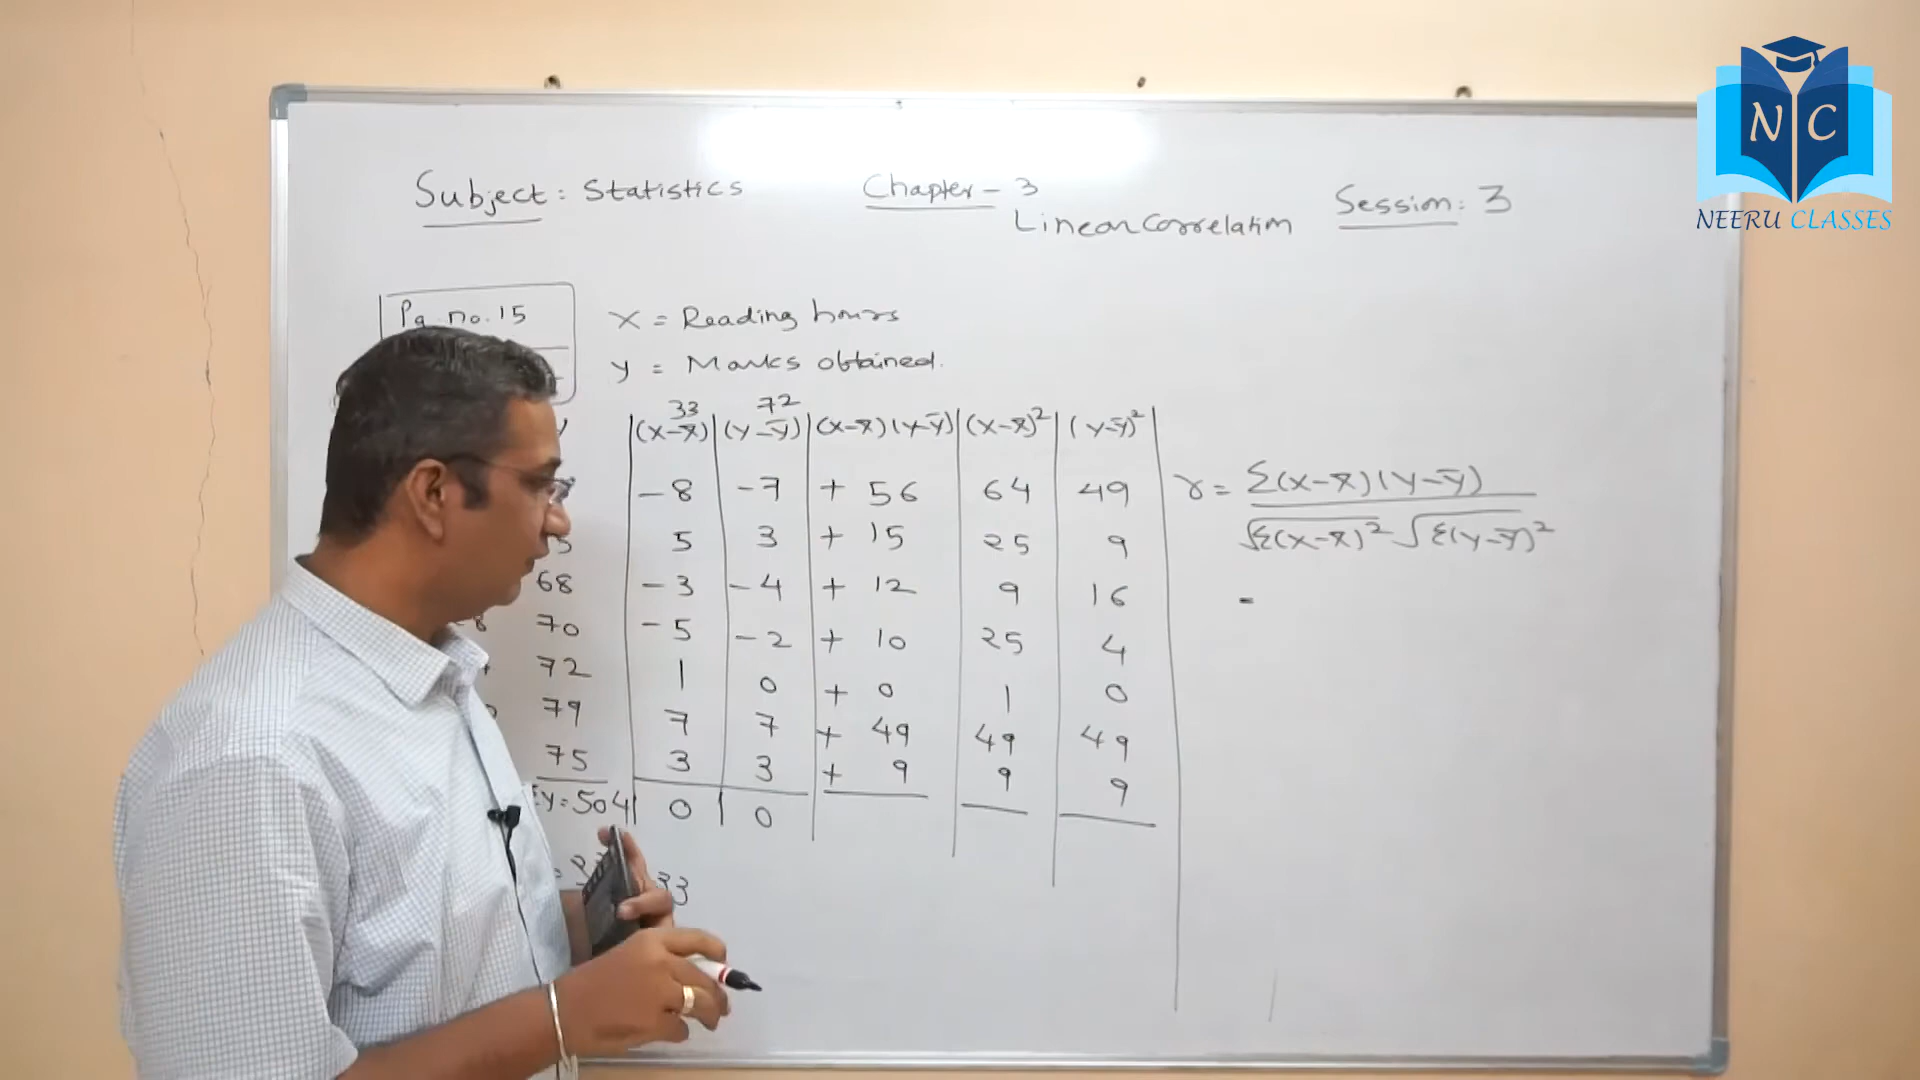 N C
NEERU CLASSES
Subject: Statistics Chapter - 3 Session: 3
Linear Correlation
Pg. no. 15
x = Reading hours
y = Marks obtained.
33 72
(x-x̄) (y-ȳ) (x-x̄)(y-ȳ) (x-x̄)² (y-ȳ)²
-8 -7 + 56 64 49
5 3 + 15 25 9
68 -3 -4 + 12 9 16
70 -5 -2 + 10 25 4
72 1 0 + 0 1 0
79 7 7 + 49 49 49
75 3 3 + 9 9 9
Σy=504 0 0
33
r = Σ(x-x̄)(y-ȳ)
√Σ(x-x̄)² √Σ(y-ȳ)²